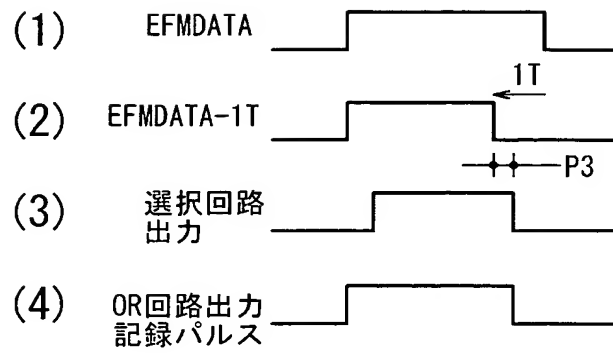 (1) EFMDATA
1T
(2) EFMDATA-1T
P3
(3) 選択回路
出力
(4) OR回路出力
記録パルス